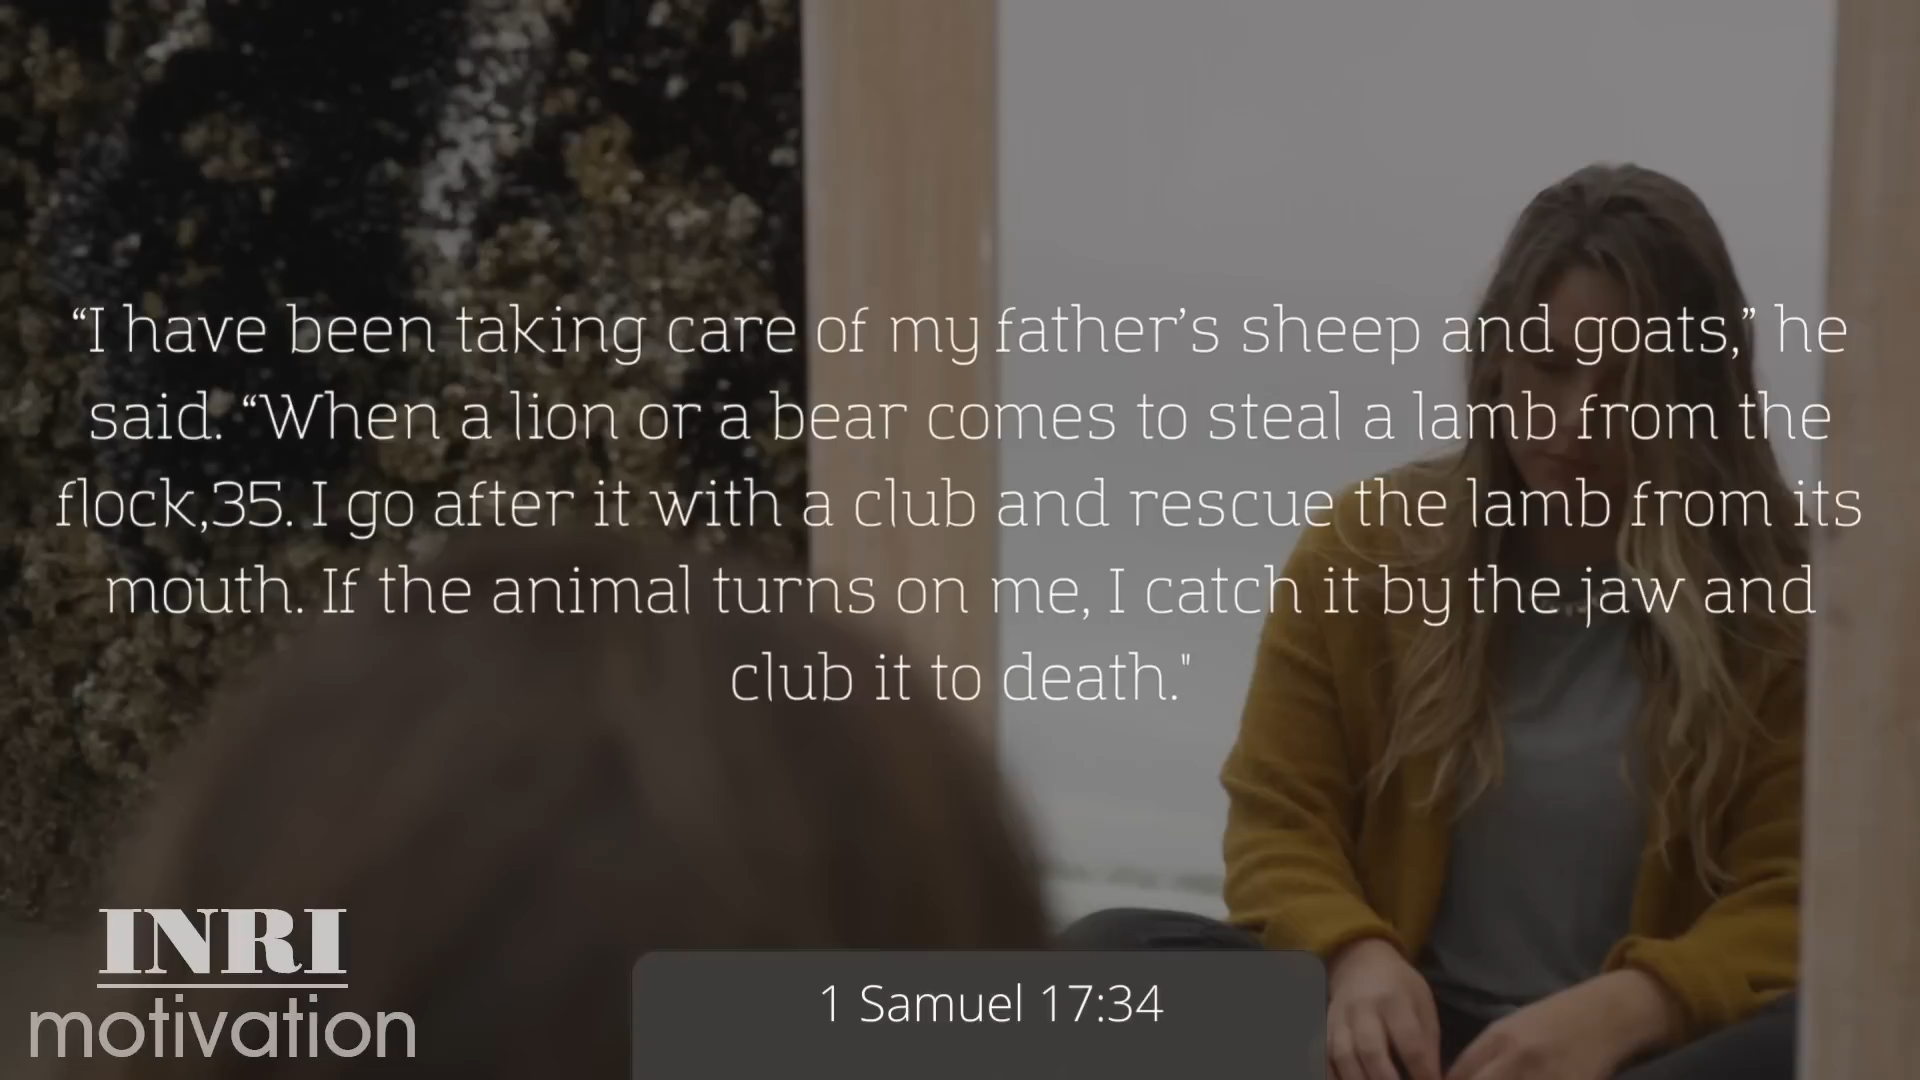 “I have been taking care of my father’s sheep and goats,” he
said. “When a lion or a bear comes to steal a lamb from the
flock,35. I go after it with a club and rescue the lamb from its
mouth. If the animal turns on me, I catch it by the jaw and
club it to death."
INRI
motivation
1 Samuel 17:34